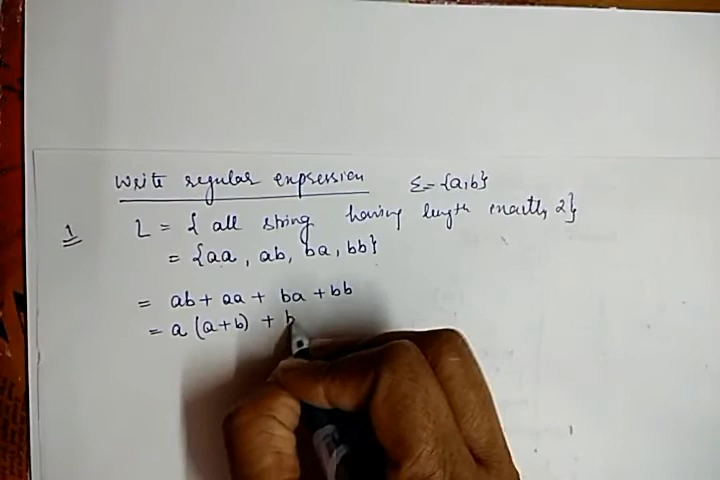 Write regular expression Σ = {a,b}
1 L = { all string having length exactly 2}
= {aa, ab, ba, bb}
= ab + aa + ba + bb
= a (a+b) + b